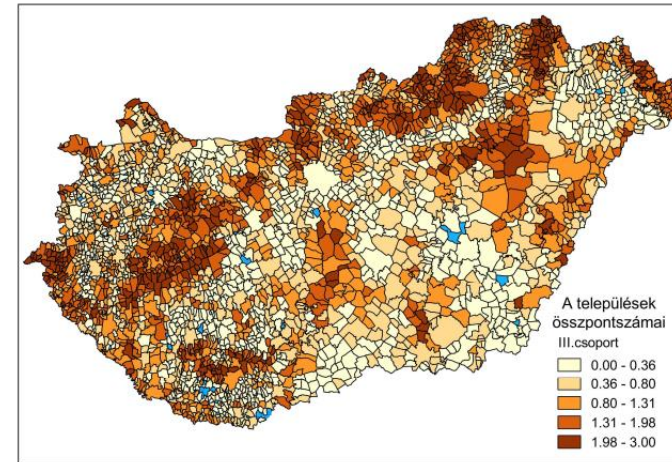 A települések
összpontszámai
III.csoport
0.00 - 0.36
0.36 - 0.80
0.80 - 1.31
1.31 - 1.98
1.98 - 3.00